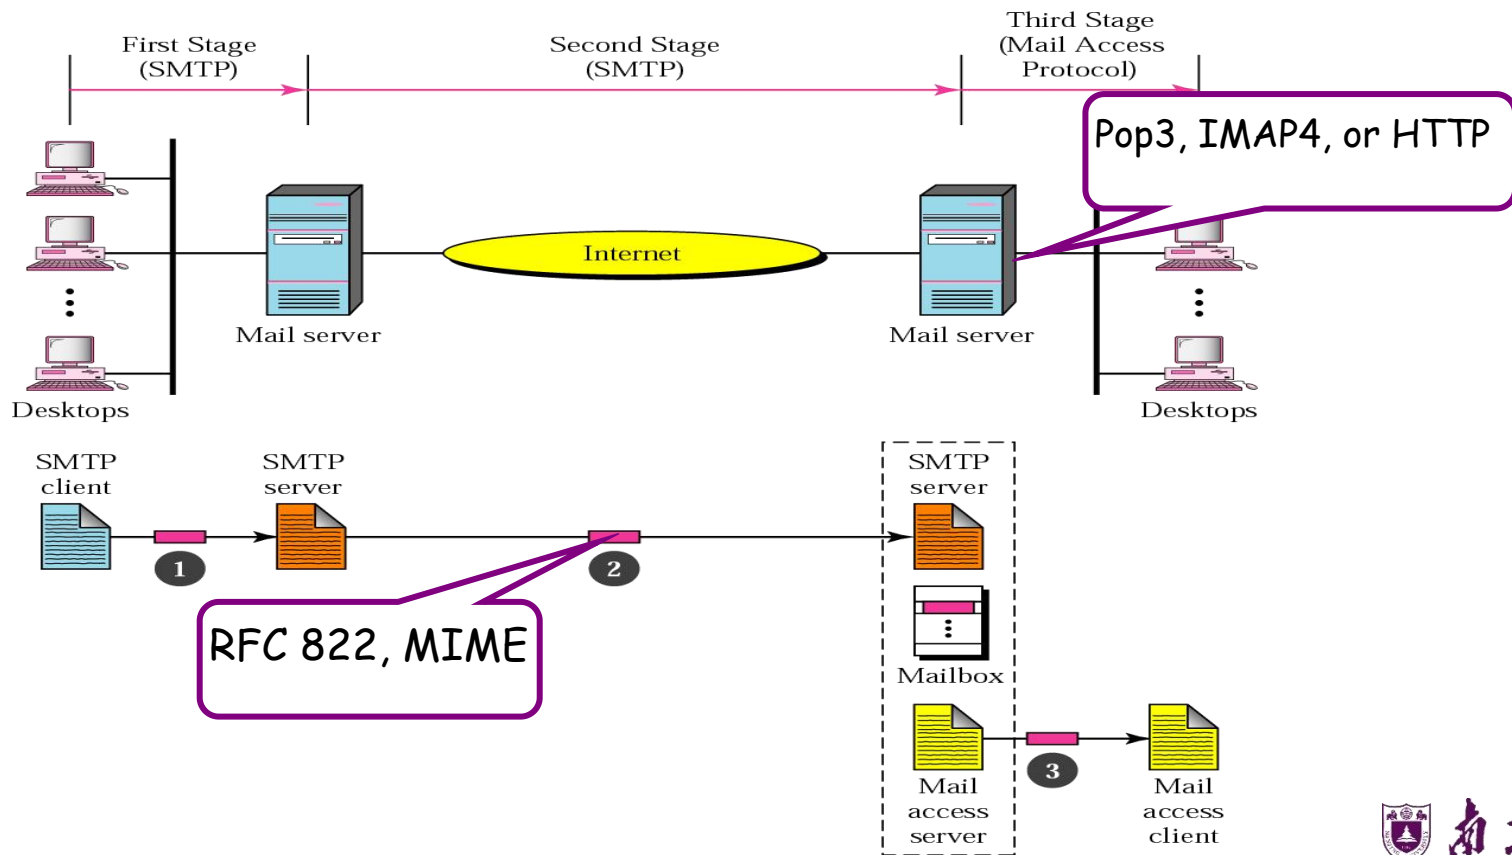 First Stage
(SMTP)
Second Stage
(SMTP)
Third Stage
(Mail Access
Protocol)
Pop3, IMAP4, or HTTP
Internet
Mail server
Mail server
Desktops
Desktops
SMTP
client
SMTP
server
SMTP
server
1
2
RFC 822, MIME
Mailbox
3
Mail
access
server
Mail
access
client
南